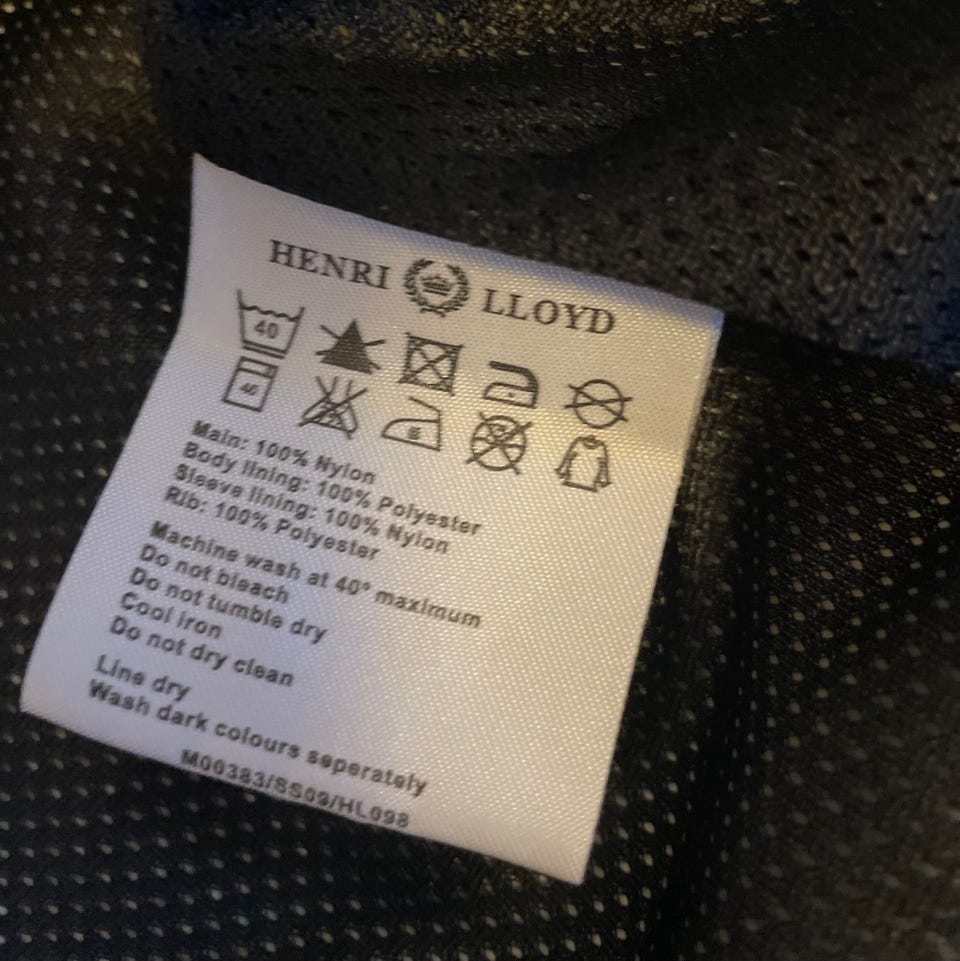 HENRI LLOYD
40
40
Main: 100% Nylon
Body lining: 100% Polyester
Sleeve lining: 100% Nylon
Rib: 100% Polyester
Machine wash at 40° maximum
Do not bleach
Do not tumble dry
Cool iron
Do not dry clean
Line dry
Wash dark colours seperately
M00383/SS09/HL098